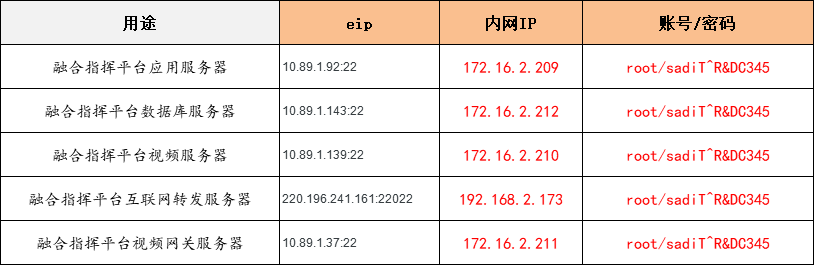 用途 eip 内网IP 账号/密码
融合指挥平台应用服务器 10.89.1.92:22 172.16.2.209 root/sadiT^R&DC345
融合指挥平台数据库服务器 10.89.1.143:22 172.16.2.212 root/sadiT^R&DC345
融合指挥平台视频服务器 10.89.1.139:22 172.16.2.210 root/sadiT^R&DC345
融合指挥平台互联网转发服务器 220.196.241.161:22022 192.168.2.173 root/sadiT^R&DC345
融合指挥平台视频网关服务器 10.89.1.37:22 172.16.2.211 root/sadiT^R&DC345